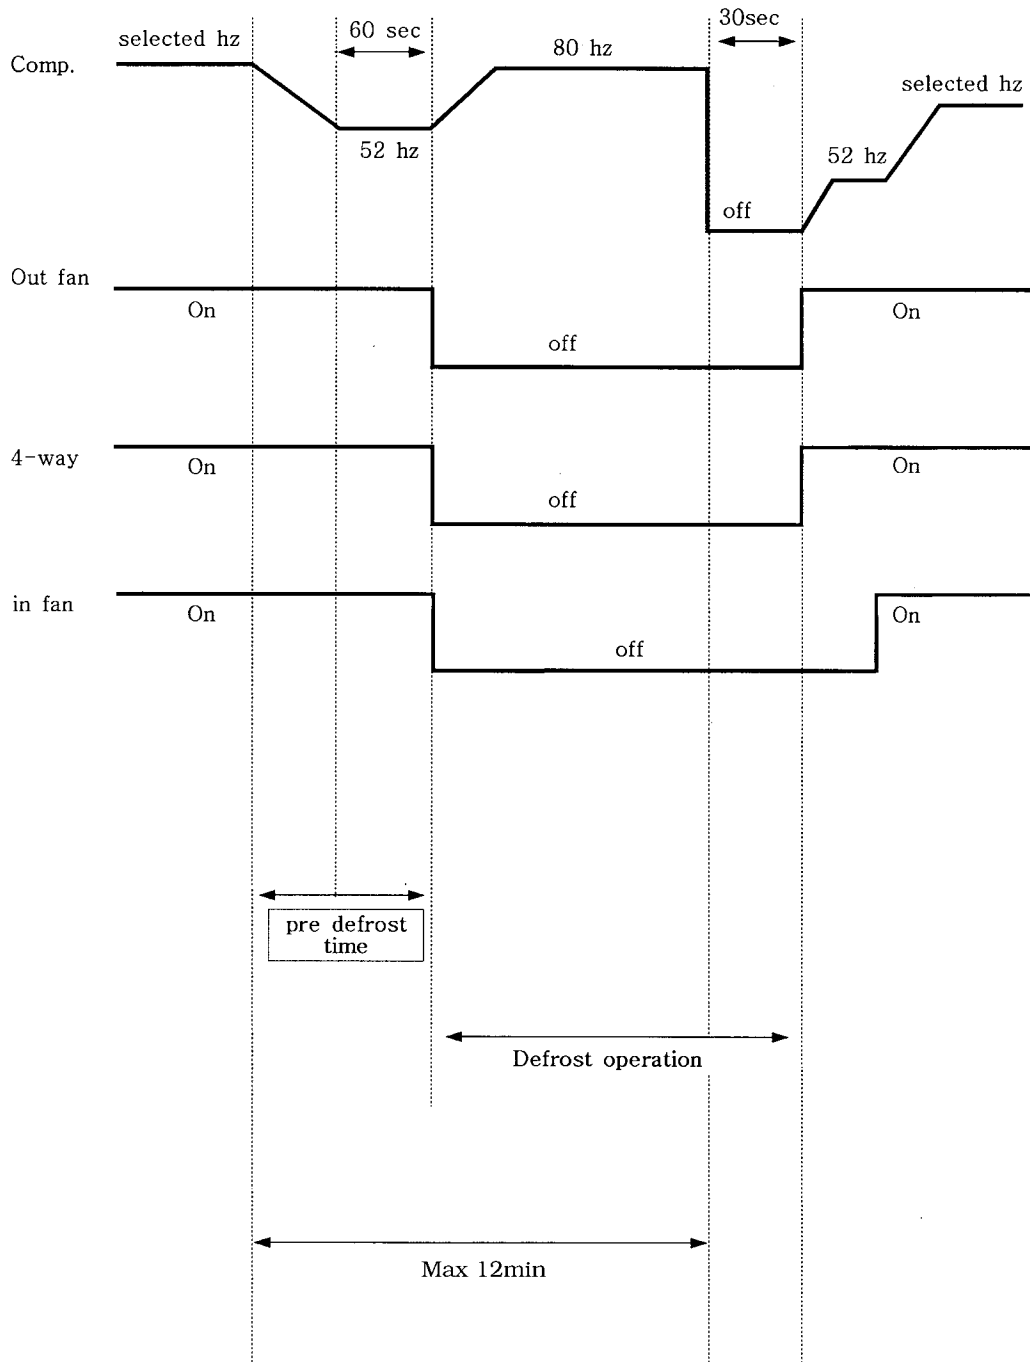 60 sec
30sec
selected hz
80 hz
Comp.
selected hz
52 hz
52 hz
off
Out fan
On
On
off
4-way
On
On
off
in fan
On
On
off
pre defrost
time
Defrost operation
Max 12min